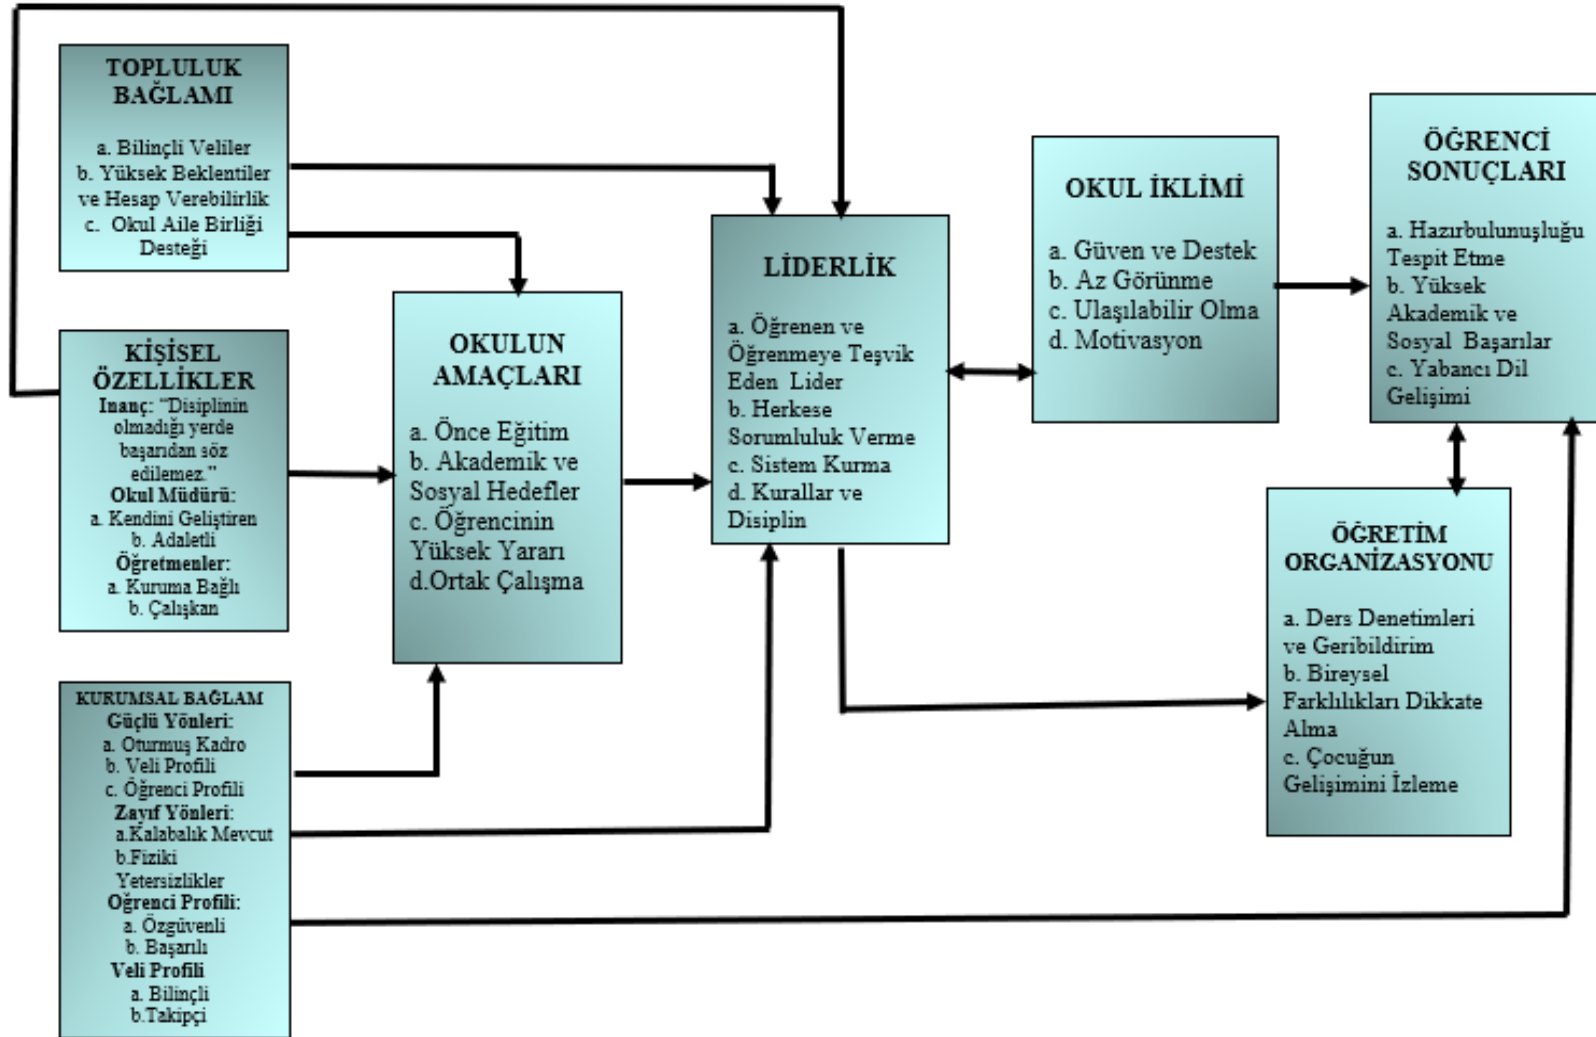 TOPLULUK
BAĞLAMI
a. Bilinçli Veliler
b. Yüksek Beklentiler
ve Hesap Verebilirlik
c. Okul Aile Birliği
Desteği
KİŞİSEL
ÖZELLİKLER
Inanç: "Disiplinin
olmadığı yerde
başarıdan söz
edilemez."
Okul Müdürü:
a. Kendini Geliştiren
b. Adaletli
Öğretmenler:
a. Kuruma Bağlı
b. Çalışkan
KURUMSAL BAĞLAM
Güçlü Yönleri:
a. Oturmuş Kadro
b. Veli Profili
c. Öğrenci Profili
Zayıf Yönleri:
a.Kalabalık Mevcut
b.Fiziki
Yetersizlikler
Oğrenci Profili:
a. Özgüvenli
b. Başarılı
Veli Profili
a. Bilinçli
b.Takipçi
OKULUN
AMAÇLARI
a. Önce Eğitim
b. Akademik ve
Sosyal Hedefler
c. Öğrencinin
Yüksek Yararı
d.Ortak Çalışma
LİDERLİK
a. Öğrenen ve
Öğrenmeye Teşvik
Eden Lider
b. Herkese
Sorumluluk Verme
c. Sistem Kurma
d. Kurallar ve
Disiplin
OKUL İKLİMİ
a. Güven ve Destek
b. Az Görünme
c. Ulaşılabilir Olma
d. Motivasyon
ÖĞRENCİ
SONUÇLARI
a. Hazırbulunuşluğu
Tespit Etme
b. Yüksek
Akademik ve
Sosyal Başarılar
c. Yabancı Dil
Gelişimi
ÖĞRETİM
ORGANİZASYONU
a. Ders Denetimleri
ve Geribildirim
b. Bireysel
Farklılıkları Dikkate
Alma
c. Çocuğun
Gelişimini İzleme